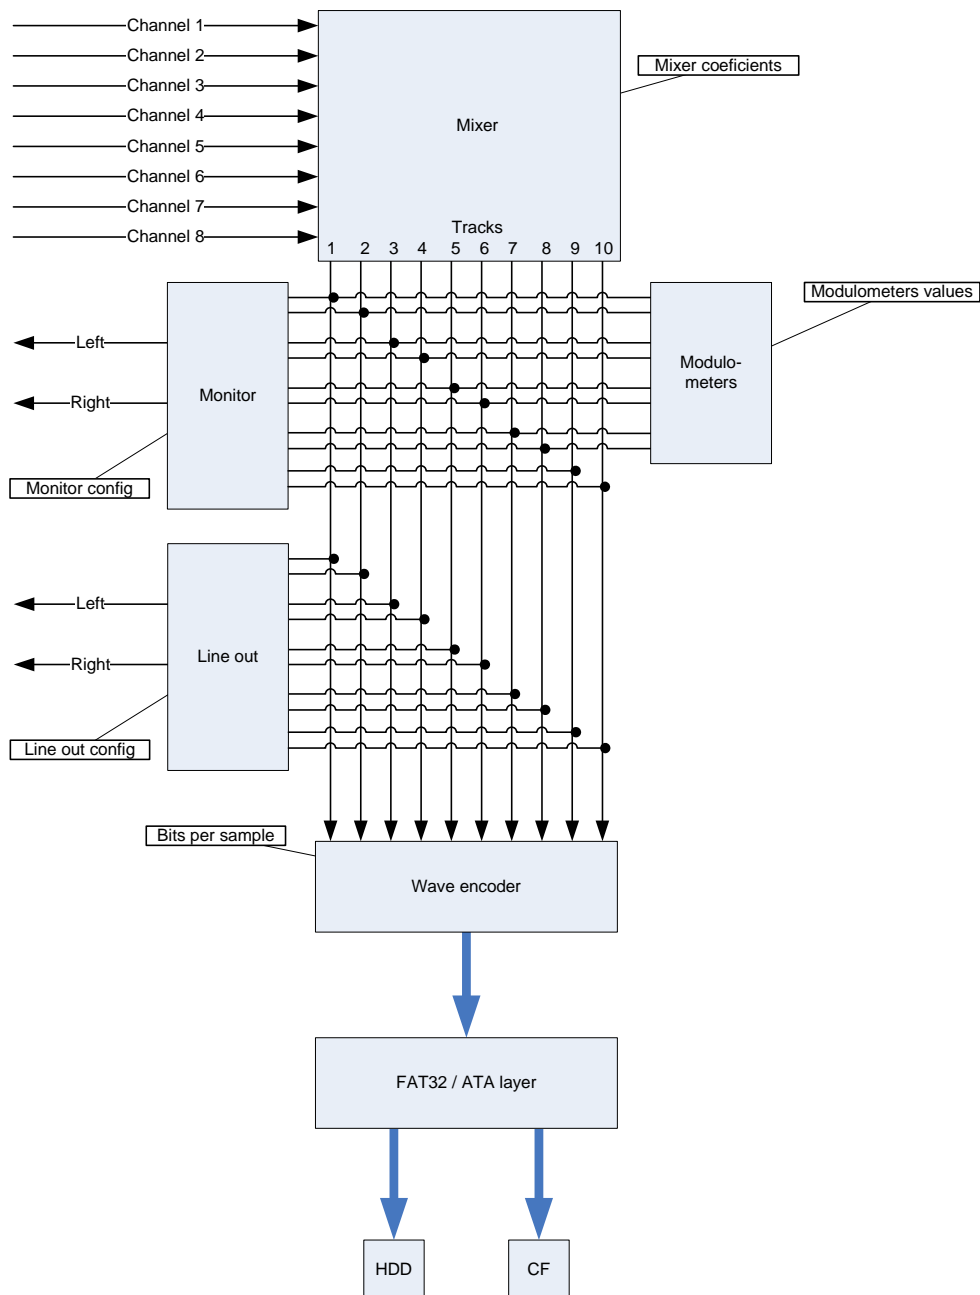 Channel 1
Channel 2
Channel 3
Channel 4
Channel 5
Channel 6
Channel 7
Channel 8
Mixer
Mixer coeficients
Tracks
1 2 3 4 5 6 7 8 9 10
Modulometers values
Left
Right
Monitor
Modulo-
meters
Monitor config
Left
Right
Line out
Line out config
Bits per sample
Wave encoder
FAT32 / ATA layer
HDD
CF